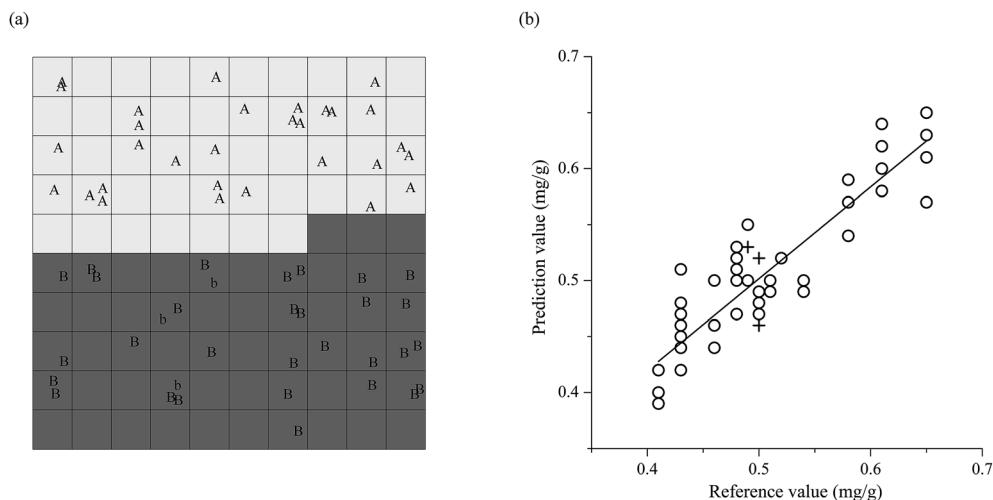 (a)
A A A A
A A A A A A A A A
A A A A A A A A
A A A A A A A A A
B B B B b B B B B
b B B B B B
B B B B B B B B
B B b B B B B B B
B
(b)
0.7
0.6
0.5
0.4
Prediction value (mg/g)
0.4 0.5 0.6 0.7
Reference value (mg/g)